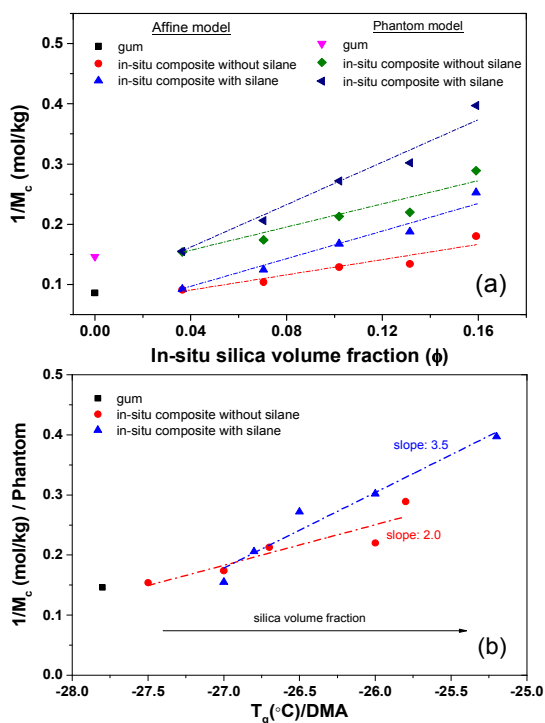 (a)
Affine model Phantom model
gum gum
in-situ composite without silane in-situ composite without silane
in-situ composite with silane in-situ composite with silane
1/M_c (mol/kg)
0.5
0.4
0.3
0.2
0.1
0.0
0.00 0.04 0.08 0.12 0.16
In-situ silica volume fraction (ϕ)
(b)
gum
in-situ composite without silane
in-situ composite with silane
slope: 3.5
slope: 2.0
silica volume fraction
1/M_c (mol/kg) / Phantom
0.5
0.4
0.3
0.2
0.1
0.0
-28.0 -27.5 -27.0 -26.5 -26.0 -25.5 -25.0
T_g(°C)/DMA